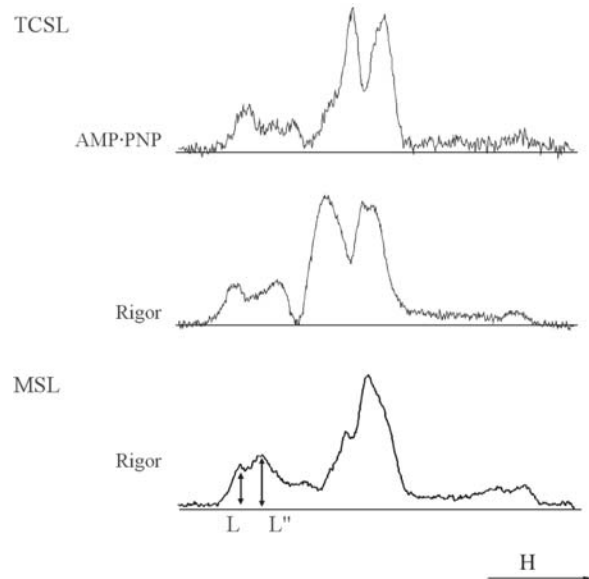 TCSL
AMP·PNP
Rigor
MSL
Rigor
L L"
H